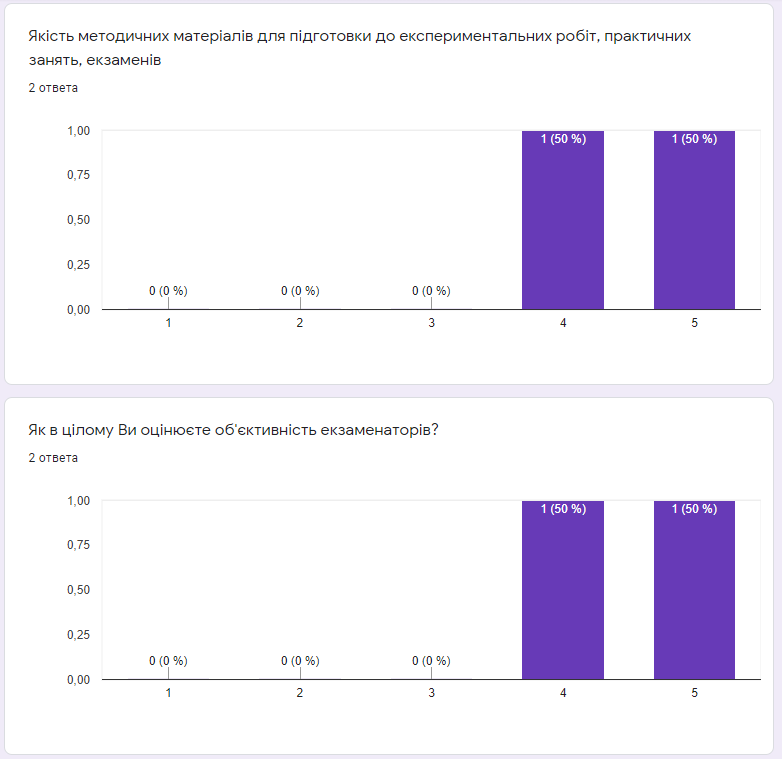 Якість методичних матеріалів для підготовки до експериментальних робіт, практичних
занять, екзаменів
2 ответа
1,00
0,75
0,50
0,25
0,00
0 (0 %)
0 (0 %)
0 (0 %)
1 (50 %)
1 (50 %)
1
2
3
4
5
Як в цілому Ви оцінюєте об'єктивність екзаменаторів?
2 ответа
1,00
0,75
0,50
0,25
0,00
0 (0 %)
0 (0 %)
0 (0 %)
1 (50 %)
1 (50 %)
1
2
3
4
5